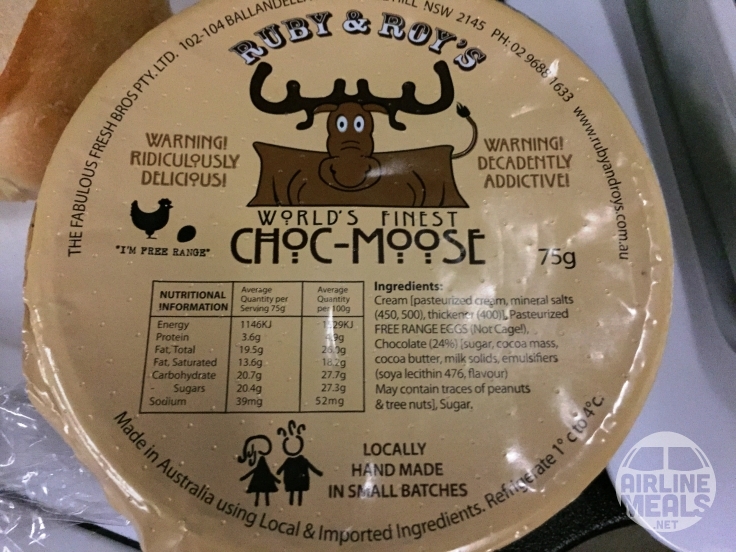 THE FABULOUS FRESH BROS PTY. LTD. 102-104 NSW 2145 PH: 02 9688 1633 www.rubyandroys.com.au
RUBY & ROY'S
WARNING!
RIDICULOUSLY
DELICIOUS!
WARNING!
DECADENTLY
ADDICTIVE!
"I'M FREE RANGE"
WORLD'S FINEST
CHOC-MOOSE
75g
NUTRITIONAL INFORMATION Average Quantity per Serving 75g Average Quantity per 100g
Energy 1146KJ 1529KJ
Protein 3.6g 4.9g
Fat, Total 19.5g 26.0g
Fat, Saturated 13.6g 18.2g
Carbohydrate 20.7g 27.7g
- Sugars 20.4g 27.3g
Sodium 39mg 52mg
Ingredients:
Cream [pasteurized cream, mineral salts
(450, 500), thickener (400)], Pasteurized
FREE RANGE EGGS (Not Cage!),
Chocolate (24%) [sugar, cocoa mass,
cocoa butter, milk solids, emulsifiers
(soya lecithin 476, flavour)
May contain traces of peanuts
& tree nuts], Sugar.
LOCALLY
HAND MADE
IN SMALL BATCHES
Made in Australia using Local & Imported Ingredients. Refrigerate 1° c to 4°c.
AIRLINE
MEALS
.NET